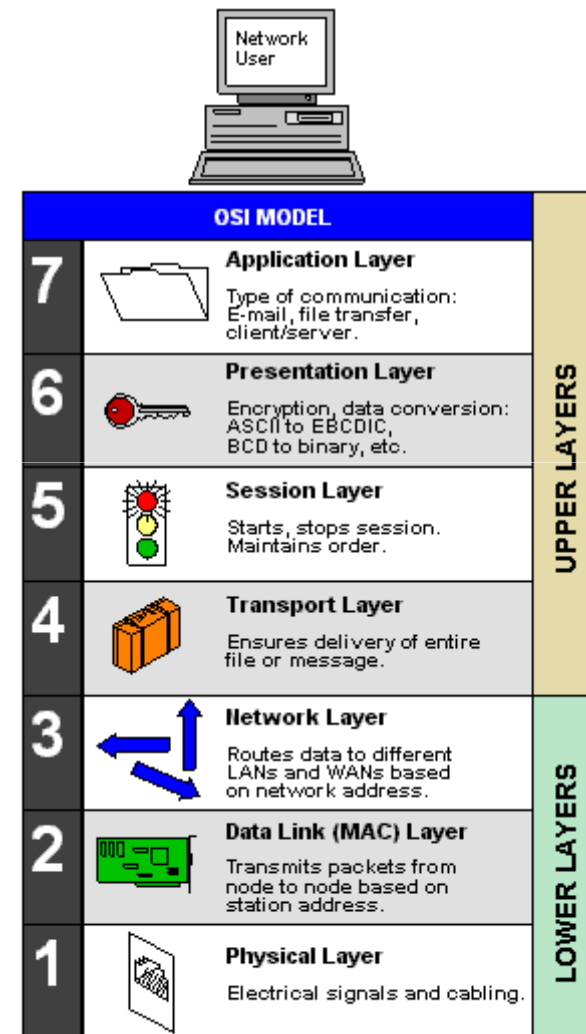 Network
User
OSI MODEL
7
Application Layer
Type of communication:
E-mail, file transfer,
client/server.
6
Presentation Layer
Encryption, data conversion:
ASCII to EBCDIC,
BCD to binary, etc.
5
Session Layer
Starts, stops session.
Maintains order.
4
Transport Layer
Ensures delivery of entire
file or message.
UPPER LAYERS
3
Network Layer
Routes data to different
LANs and WANs based
on network address.
2
Data Link (MAC) Layer
Transmits packets from
node to node based on
station address.
1
Physical Layer
Electrical signals and cabling.
LOWER LAYERS